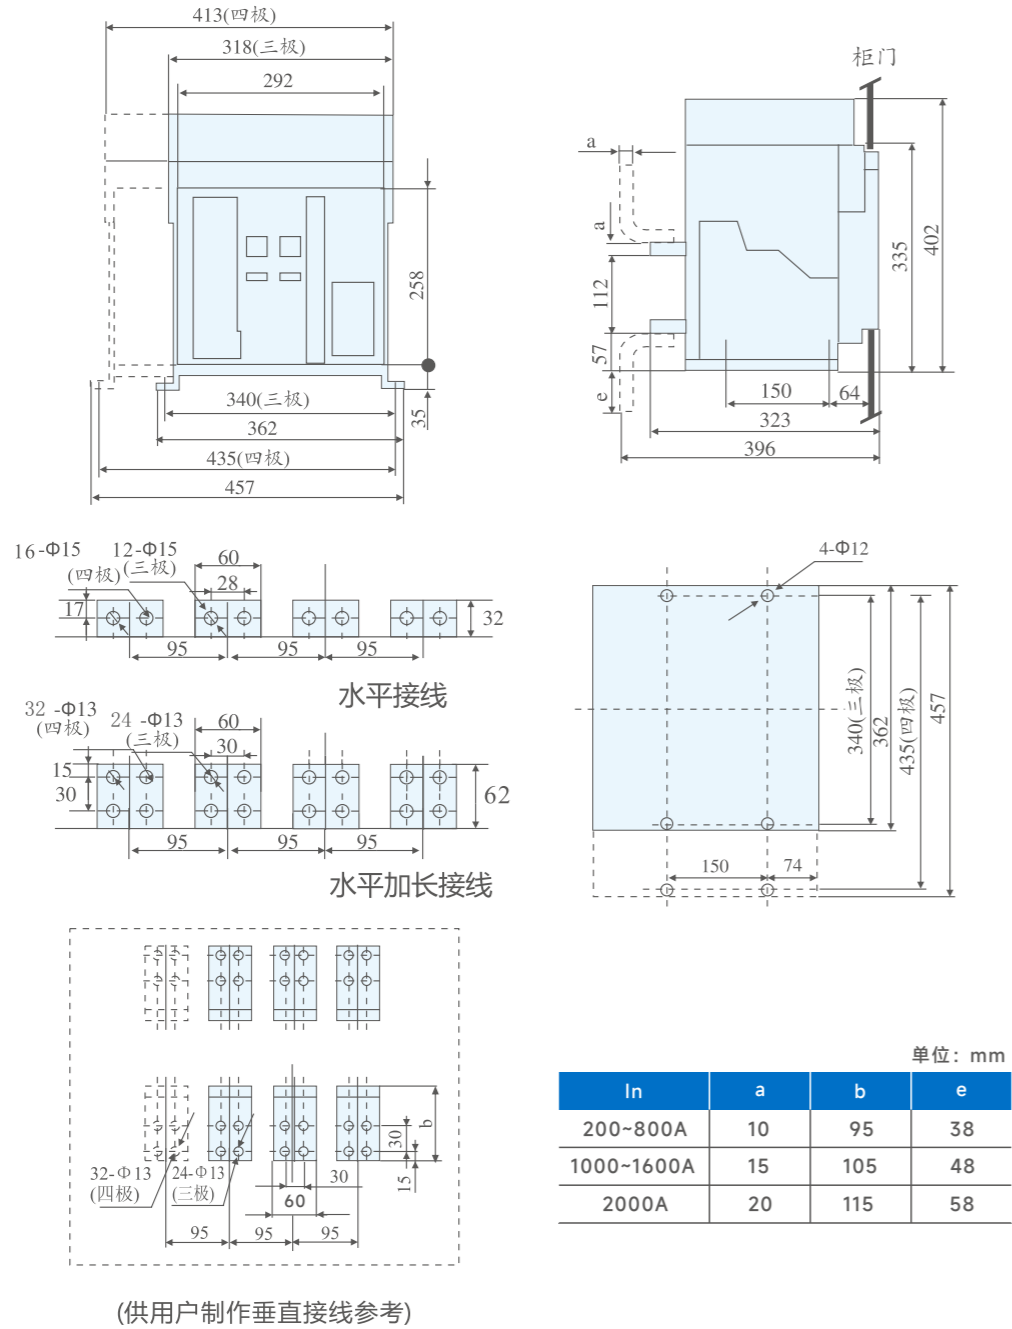 413(四极)
318(三极)
292
258
35
340(三极)
362
435(四极)
457
柜门
a
a
112
57
e
335
402
150
64
323
396
16-Φ15
(四极)
12-Φ15
(三极)
60
28
17
32
95
95
95
水平接线
32 -Φ13
(四极)
24 -Φ13
(三极)
60
30
15
30
62
95
95
95
水平加长接线
4-Φ12
340(三极)
362
435(四极)
457
150
74
b
30
15
30
60
32-Φ13
(四极)
24-Φ13
(三极)
95
95
95
(供用户制作垂直接线参考)
单位：mm
In a b e
200~800A 10 95 38
1000~1600A 15 105 48
2000A 20 115 58